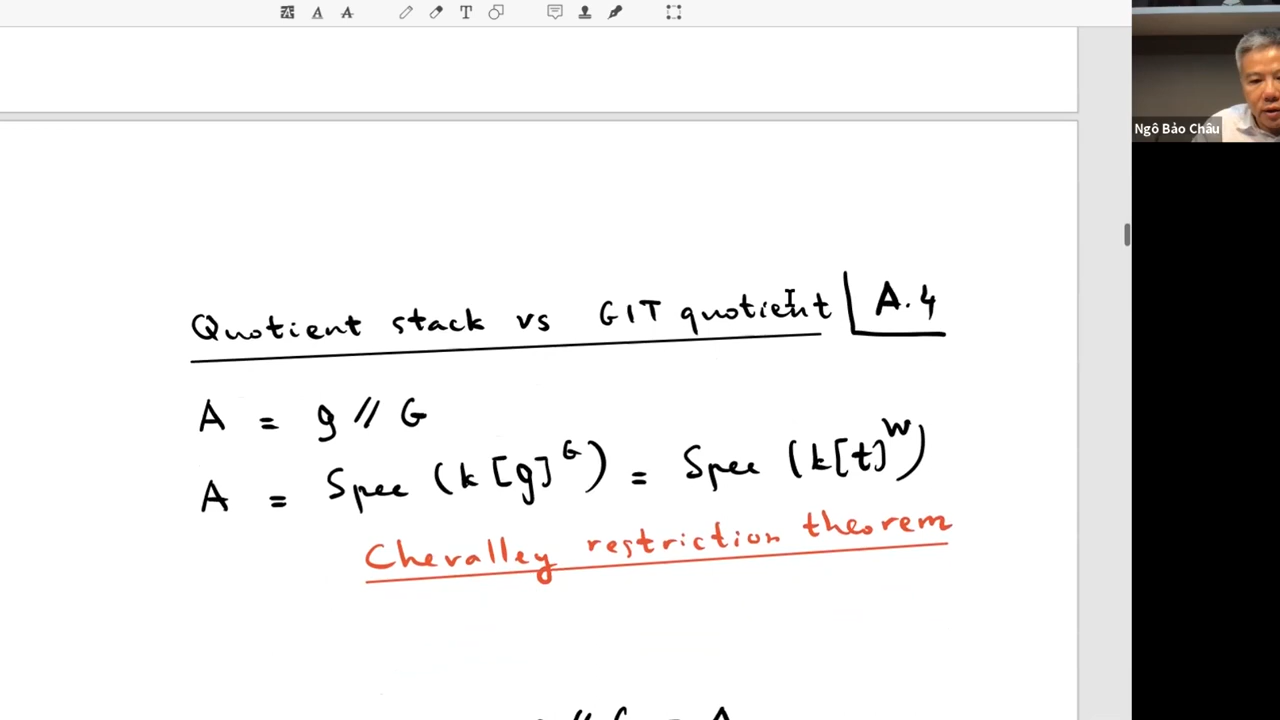 Quotient stack vs GIT quotient A.4
A = g // G
A = Spec (k[g]^G) = Spec (k[t]^W)
Chevalley restriction theorem
Ngô Bảo Châu